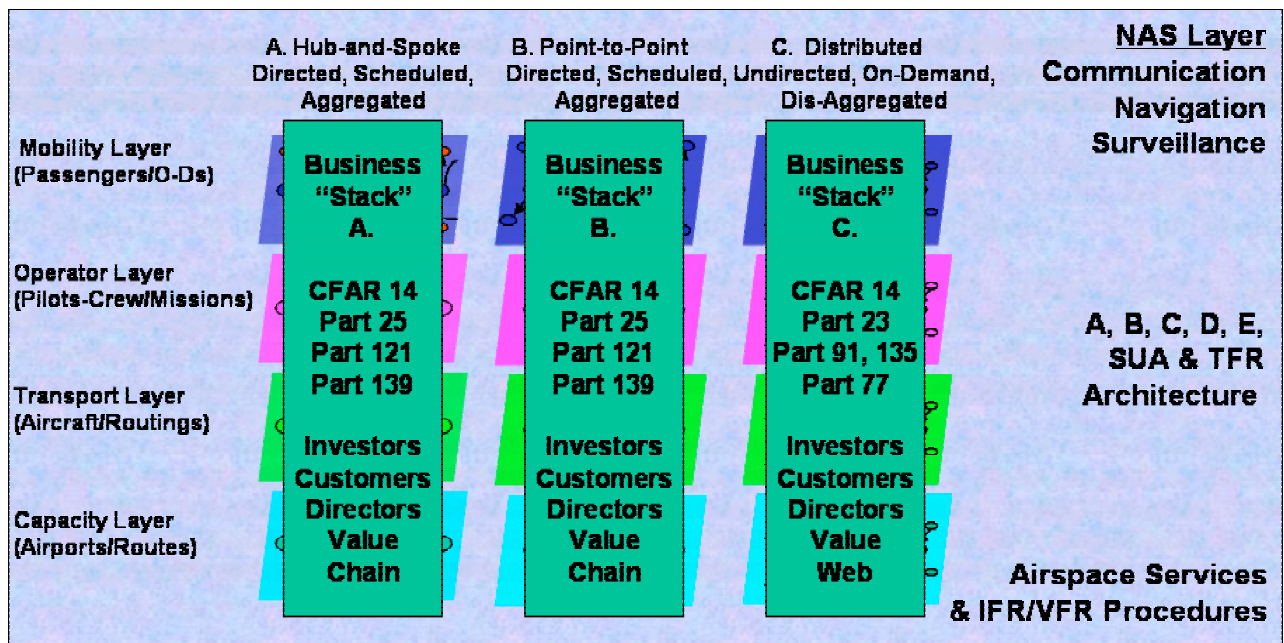 A. Hub-and-Spoke
Directed, Scheduled,
Aggregated
B. Point-to-Point
Directed, Scheduled,
Aggregated
C. Distributed
Undirected, On-Demand,
Dis-Aggregated
NAS Layer
Communication
Navigation
Surveillance
Mobility Layer
(Passengers/O-Ds)
Operator Layer
(Pilots-Crew/Missions)
Transport Layer
(Aircraft/Routings)
Capacity Layer
(Airports/Routes)
Business
“Stack”
A.
CFAR 14
Part 25
Part 121
Part 139
Investors
Customers
Directors
Value
Chain
Business
“Stack”
B.
CFAR 14
Part 25
Part 121
Part 139
Investors
Customers
Directors
Value
Chain
Business
“Stack”
C.
CFAR 14
Part 23
Part 91, 135
Part 77
Investors
Customers
Directors
Value
Web
A, B, C, D, E,
SUA & TFR
Architecture
Airspace Services
& IFR/VFR Procedures